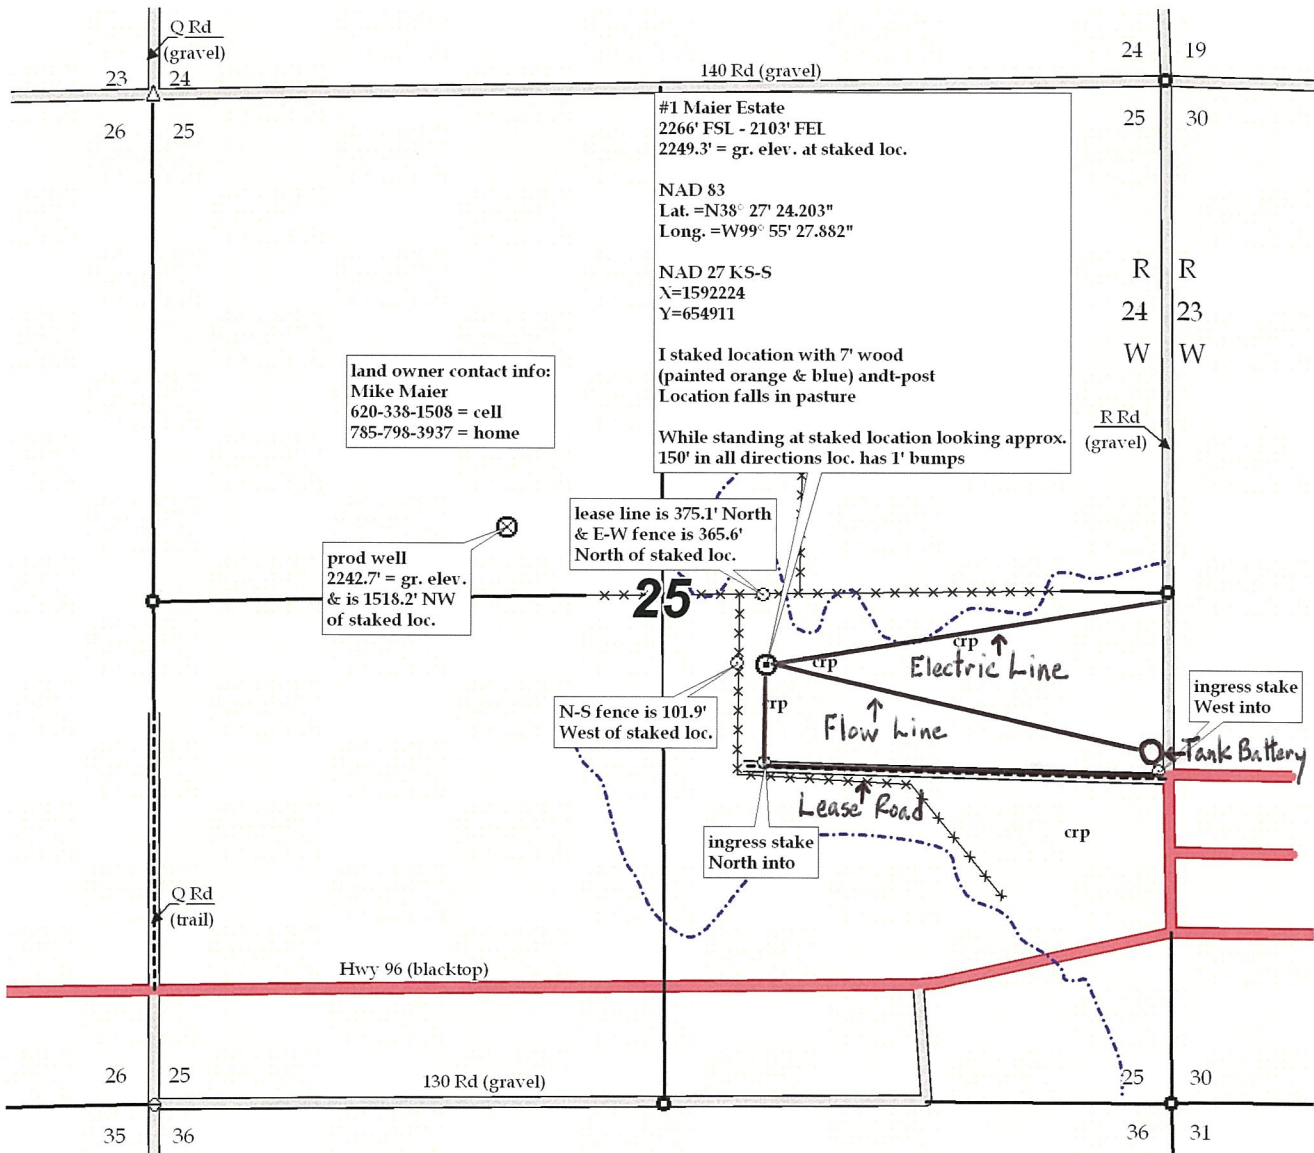 Q Rd
(gravel)
23 24
140 Rd (gravel)
24 19
26 25
25 30
#1 Maier Estate
2266' FSL - 2103' FEL
2249.3' = gr. elev. at staked loc.
NAD 83
Lat. =N38° 27' 24.203"
Long. =W99° 55' 27.882"
NAD 27 KS-S
X=1592224
Y=654911
I staked location with 7' wood
(painted orange & blue) andt-post
Location falls in pasture
While standing at staked location looking approx.
150' in all directions loc. has 1' bumps
R R
24 23
W W
land owner contact info:
Mike Maier
620-338-1508 = cell
785-798-3937 = home
R Rd
(gravel)
lease line is 375.1' North
& E-W fence is 365.6'
North of staked loc.
prod well
2242.7' = gr. elev.
& is 1518.2' NW
of staked loc.
25
crp
crp
Electric Line
ingress stake
West into
N-S fence is 101.9'
West of staked loc.
crp
Flow Line
Tank Battery
Lease Road
ingress stake
North into
crp
Q Rd
(trail)
Hwy 96 (blacktop)
26 25
130 Rd (gravel)
25 30
35 36
36 31